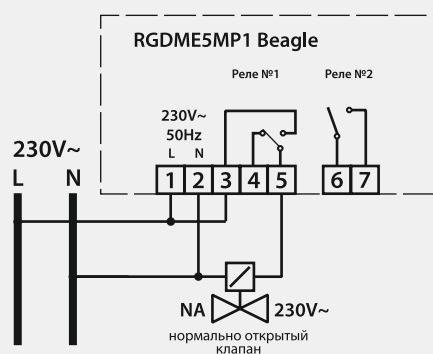 RGDME5MP1 Beagle
Реле №1
Реле №2
230V~
50Hz
L N
230V~
L N
1 2 3 4 5 6 7
NA 230V~
нормально открытый
клапан